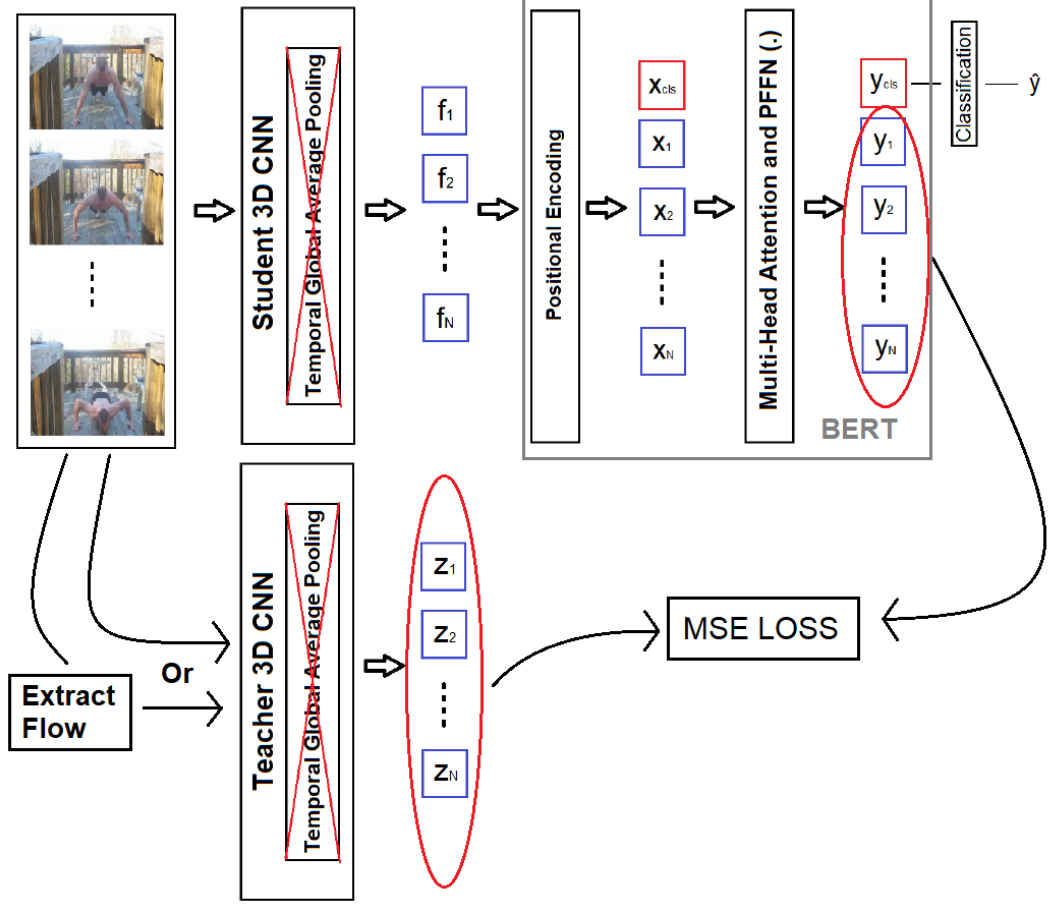 Student 3D CNN
Temporal Global Average Pooling
f1
f2
fN
Positional Encoding
xcls
x1
x2
xN
Multi-Head Attention and PFFN (.)
ycls
y1
y2
yN
BERT
Classification
ŷ
Extract
Flow
Or
Teacher 3D CNN
Temporal Global Average Pooling
z1
z2
zN
MSE LOSS